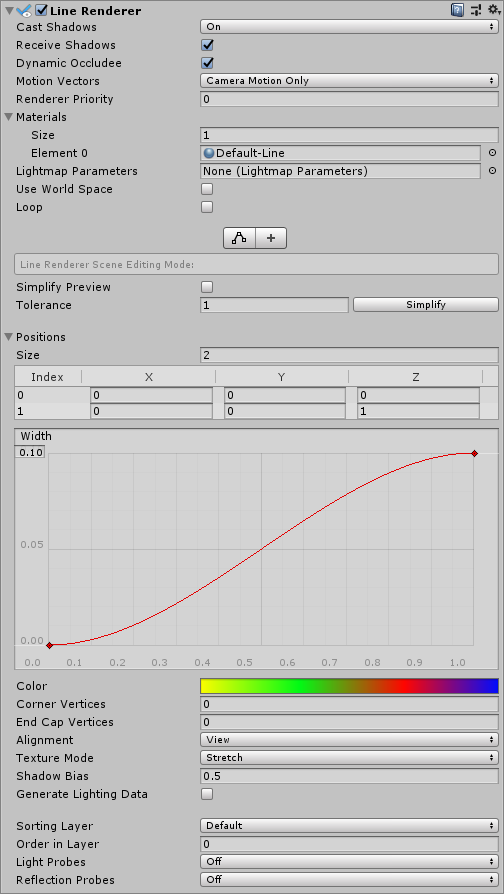 Line Renderer
Cast Shadows On
Receive Shadows
Dynamic Occludee
Motion Vectors Camera Motion Only
Renderer Priority 0
Materials
Size 1
Element 0 Default-Line
Lightmap Parameters None (Lightmap Parameters)
Use World Space
Loop
+
Line Renderer Scene Editing Mode:
Simplify Preview
Tolerance 1 Simplify
Positions
Size 2
Index X Y Z
0 0 0 0
1 0 0 1
Width
0.10
0.05
0.00
0.0 0.1 0.2 0.3 0.4 0.5 0.6 0.7 0.8 0.9 1.0
Color
Corner Vertices 0
End Cap Vertices 0
Alignment View
Texture Mode Stretch
Shadow Bias 0.5
Generate Lighting Data
Sorting Layer Default
Order in Layer 0
Light Probes Off
Reflection Probes Off